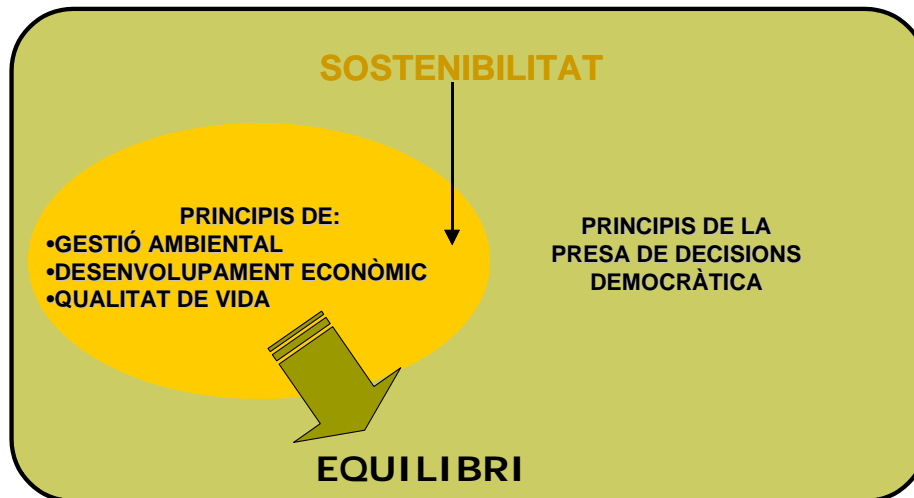 SOSTENIBILITAT
PRINCIPIS DE:
•GESTIÓ AMBIENTAL
•DESENVOLUPAMENT ECONÒMIC
•QUALITAT DE VIDA
PRINCIPIS DE LA
PRESA DE DECISIONS
DEMOCRÀTICA
EQUILIBRI